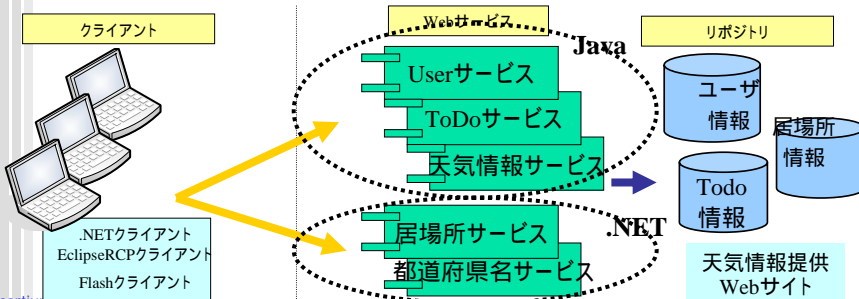 クライアント
.NETクライアント
EclipseRCPクライアント
Flashクライアント
Webサービス
Java
Userサービス
ToDoサービス
天気情報サービス
.NET
居場所サービス
都道府県名サービス
リポジトリ
ユーザ
情報
居場所
情報
Todo
情報
天気情報提供
Webサイト